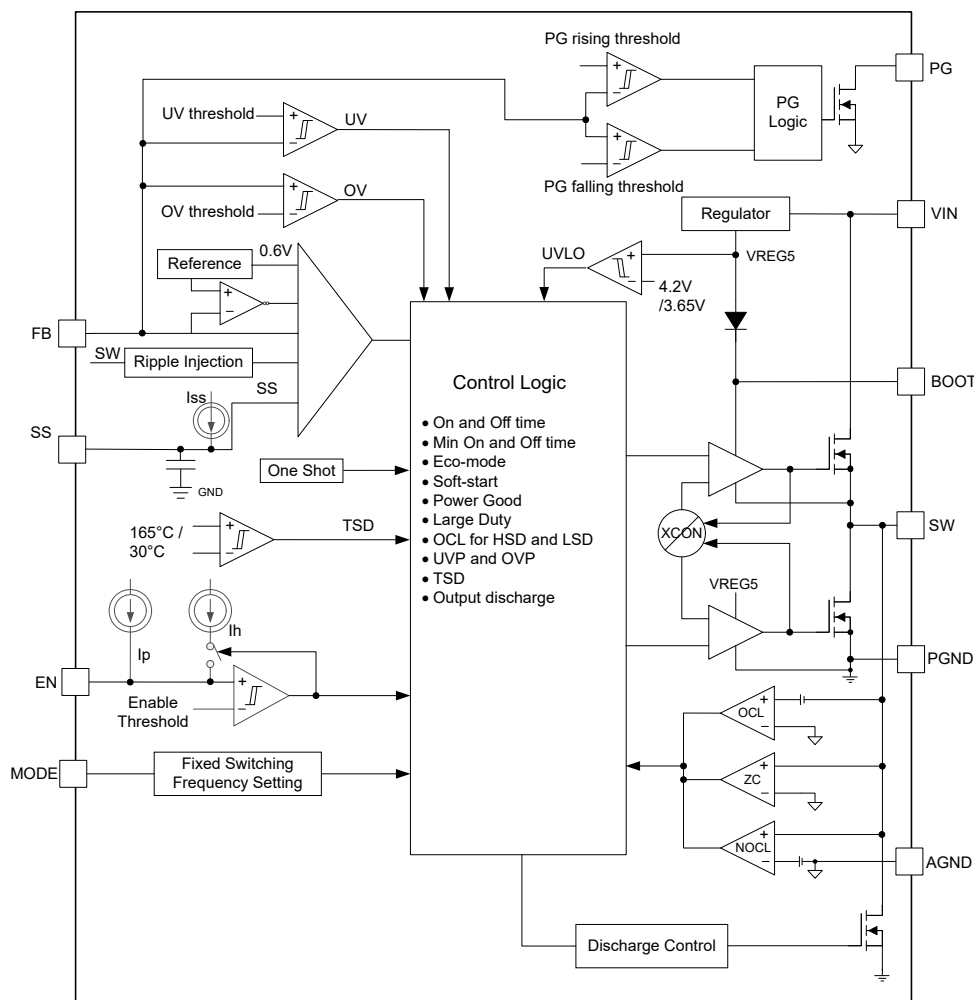 PG rising threshold
PG
PG
Logic
UV threshold
+
−
UV
+
−
+
−
PG falling threshold
OV threshold
+
−
OV
Regulator
VIN
VREG5
UVLO
+
−
4.2V
/3.65V
Reference
0.6V
+
−
FB
SW
Ripple Injection
Iss
SS
SS
GND
BOOT
One Shot
165°C /
30°C
+
−
TSD
Control Logic
• On and Off time
• Min On and Off time
• Eco-mode
• Soft-start
• Power Good
• Large Duty
• OCL for HSD and LSD
• UVP and OVP
• TSD
• Output discharge
XCON
SW
VREG5
PGND
Ip
Ih
EN
Enable
Threshold
+
−
MODE
Fixed Switching
Frequency Setting
OCL
+
−
ZC
+
−
NOCL
+
−
AGND
Discharge Control